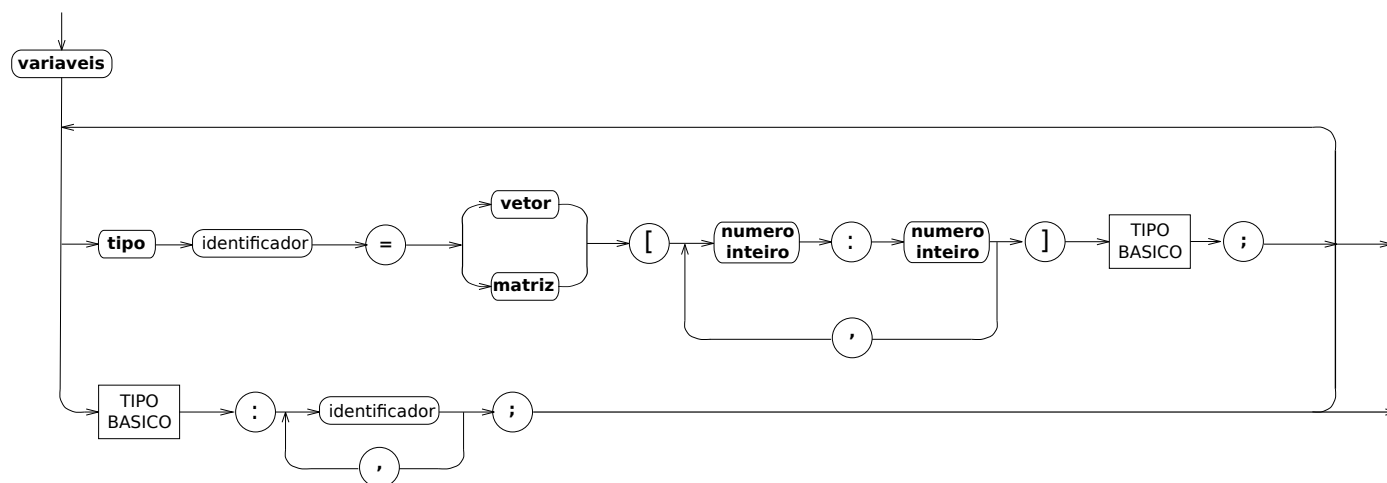 variaveis
tipo
identificador
=
vetor
matriz
[
numero
inteiro
:
numero
inteiro
,
]
TIPO
BASICO
;
TIPO
BASICO
:
identificador
,
;